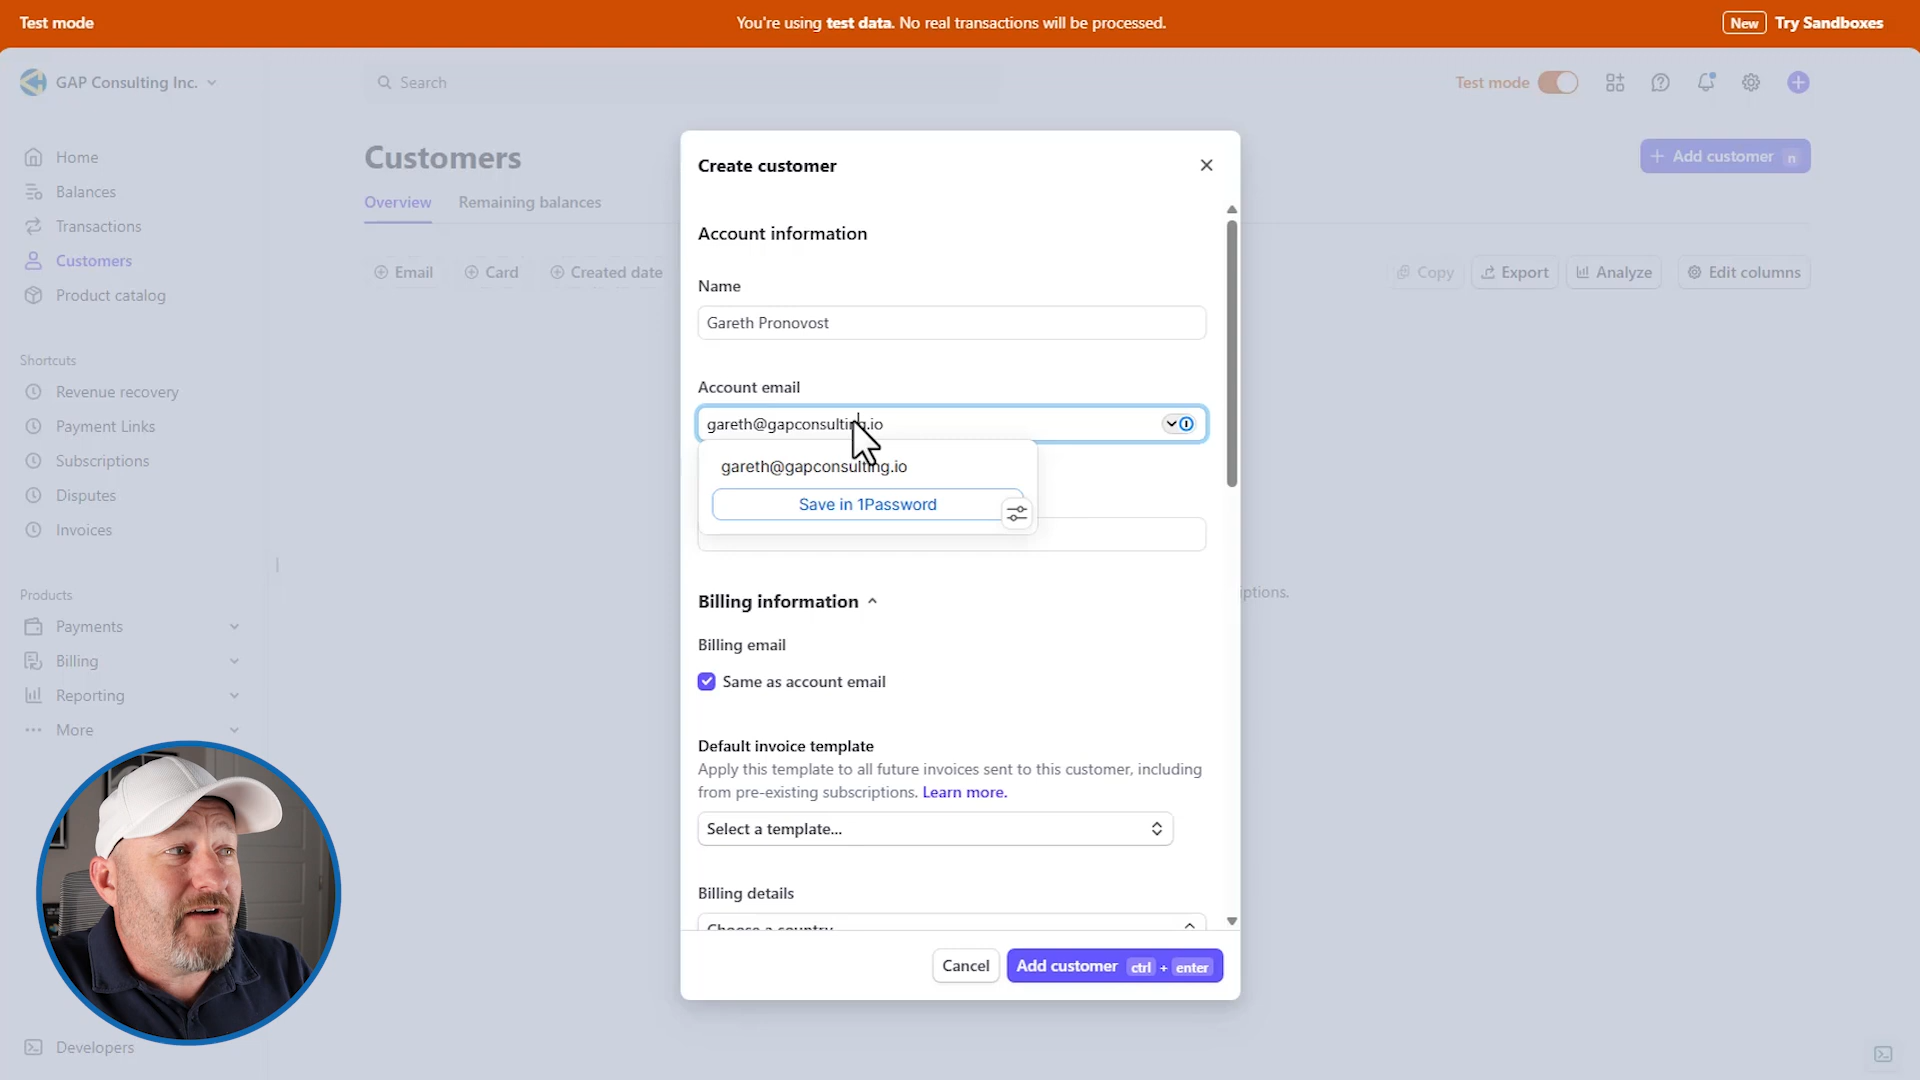 Test mode
You're using test data. No real transactions will be processed.
New Try Sandboxes
GAP Consulting Inc.
Search
Test mode
Home
Balances
Transactions
Customers
Product catalog
Shortcuts
Revenue recovery
Payment Links
Subscriptions
Disputes
Invoices
Products
Payments
Billing
Reporting
More
Developers
Customers
Add customer n
Overview
Remaining balances
Email
Card
Created date
Copy
Export
Analyze
Edit columns
Create customer
Account information
Name
Gareth Pronovost
Account email
gareth@gapconsulting.io
gareth@gapconsulting.io
Save in 1Password
Billing information
Billing email
Same as account email
Default invoice template
Apply this template to all future invoices sent to this customer, including
from pre-existing subscriptions. Learn more.
Select a template...
Billing details
Choose a country
Cancel
Add customer ctrl + enter